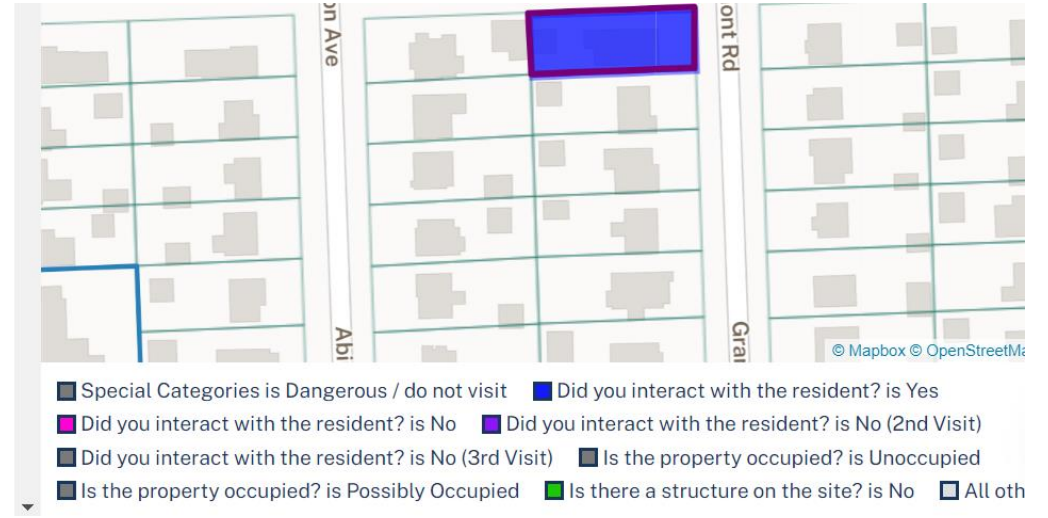 on Ave
ont Rd
Abi
Gra
© Mapbox © OpenStreetMa
Special Categories is Dangerous / do not visit
Did you interact with the resident? is Yes
Did you interact with the resident? is No
Did you interact with the resident? is No (2nd Visit)
Did you interact with the resident? is No (3rd Visit)
Is the property occupied? is Unoccupied
Is the property occupied? is Possibly Occupied
Is there a structure on the site? is No
All oth